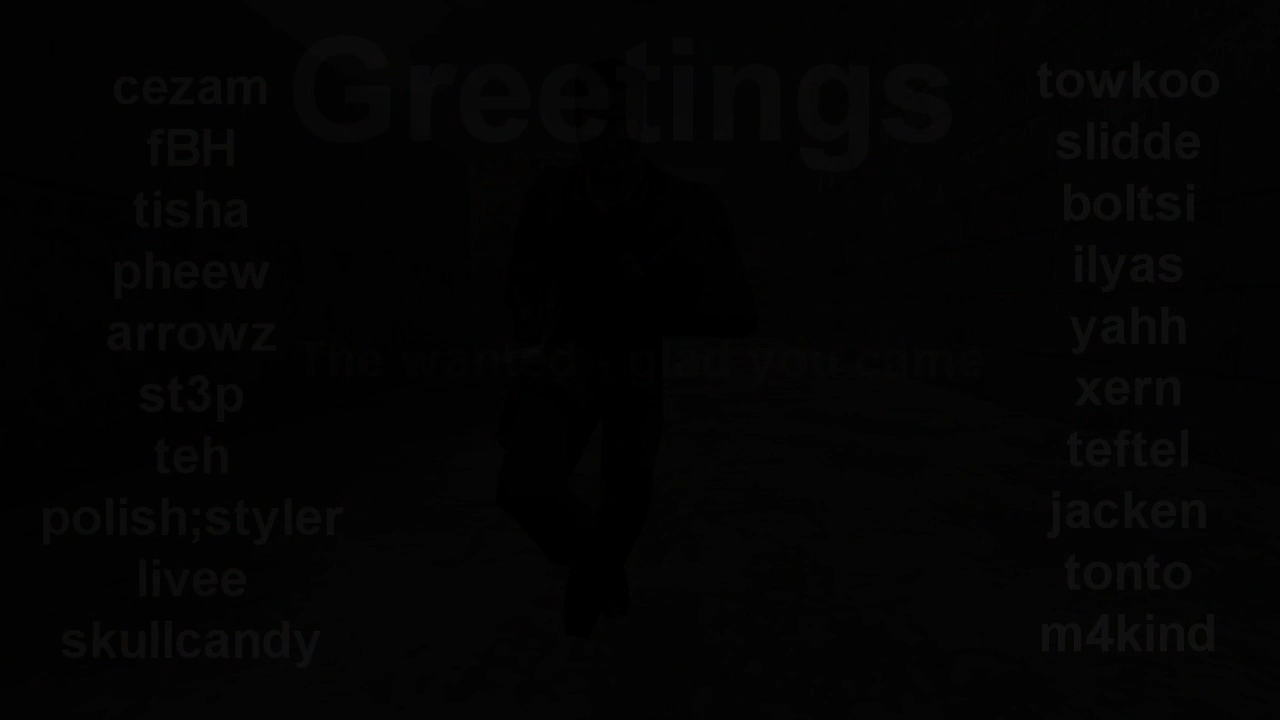 Greetings
cezam
fBH
tisha
pheew
arrowz
st3p
teh
polish;styler
livee
skullcandy
The wanted - glad you came
towkoo
slidde
boltsi
ilyas
yahh
xern
teftel
jacken
tonto
m4kind